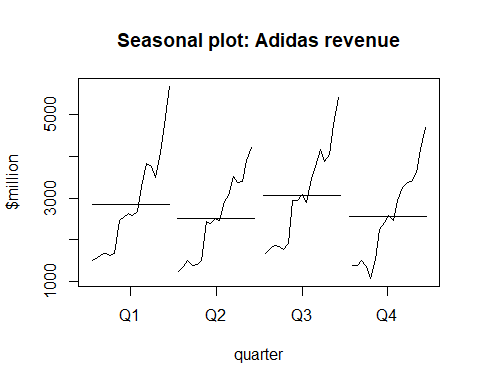 Seasonal plot: Adidas revenue
$million
5000
3000
1000
Q1 Q2 Q3 Q4
quarter